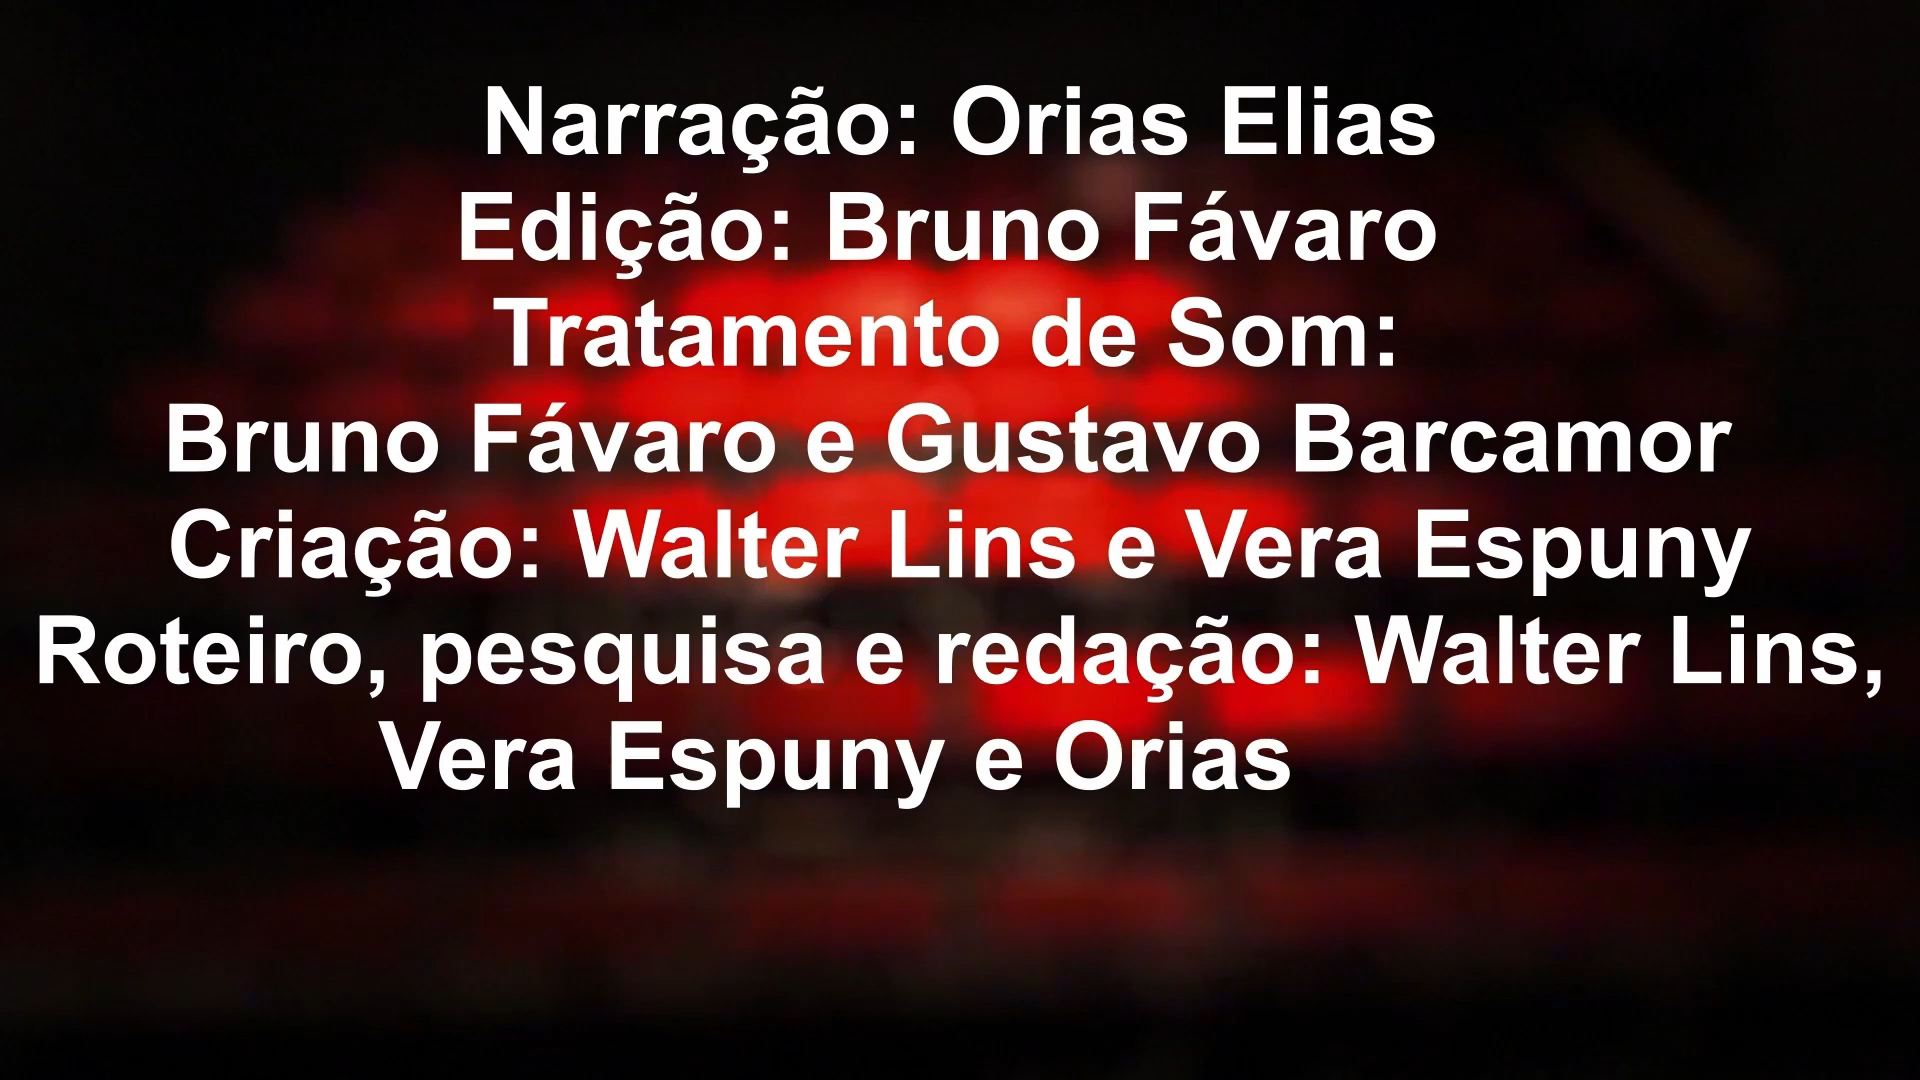 Narração: Orias Elias
Edição: Bruno Fávaro
Tratamento de Som:
Bruno Fávaro e Gustavo Barcamor
Criação: Walter Lins e Vera Espuny
Roteiro, pesquisa e redação: Walter Lins,
Vera Espuny e Orias